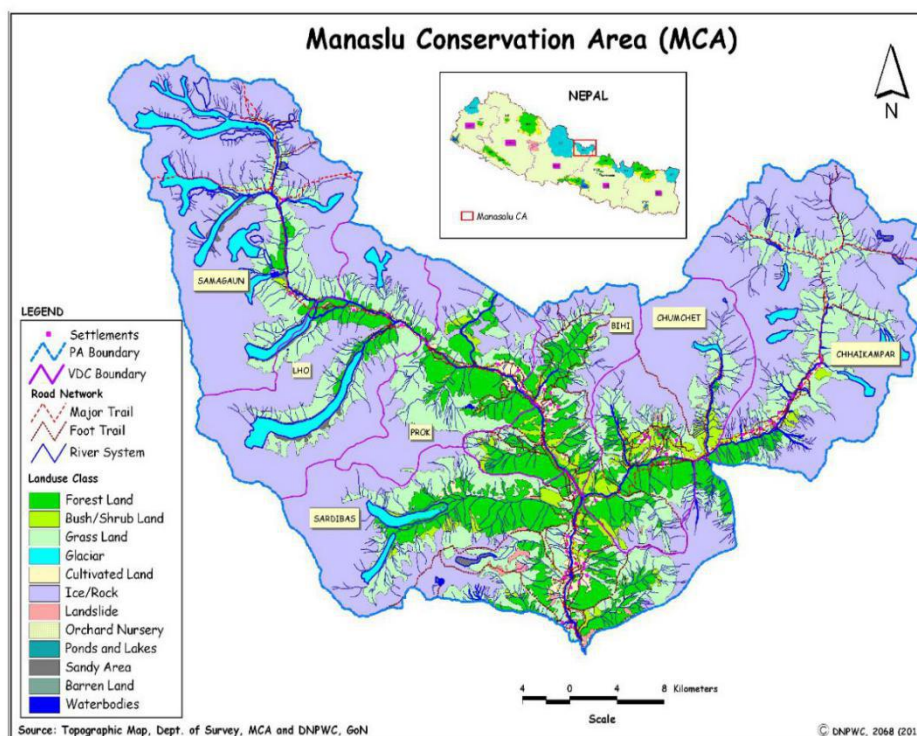 Manaslu Conservation Area (MCA)
NEPAL
N
Manasalu CA
SAMAGAUN
LHO
PROK
SARDIBAS
BIHI
CHUMCHET
CHHAIKAMPAR
LEGEND
Settlements
PA Boundary
VDC Boundary
Road Network
Major Trail
Foot Trail
River System
Landuse Class
Forest Land
Bush/Shrub Land
Grass Land
Glaciar
Cultivated Land
Ice/Rock
Landslide
Orchard Nursery
Ponds and Lakes
Sandy Area
Barren Land
Waterbodies
4 0 4 8 Kilometers
Scale
Source: Topographic Map, Dept. of Survey, MCA and DNPWC, GoN
© DNPWC, 2068 (201